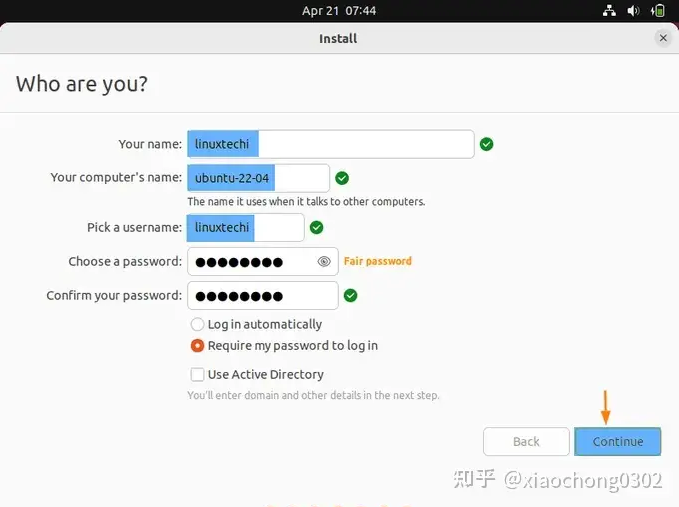 Apr 21 07:44
Install
Who are you?
Your name: linuxtechi
Your computer's name: ubuntu-22-04
The name it uses when it talks to other computers.
Pick a username: linuxtechi
Choose a password: ●●●●●●●● Fair password
Confirm your password: ●●●●●●●●
Log in automatically
Require my password to log in
Use Active Directory
You'll enter domain and other details in the next step.
Back Continue
知乎 @xiaochong0302